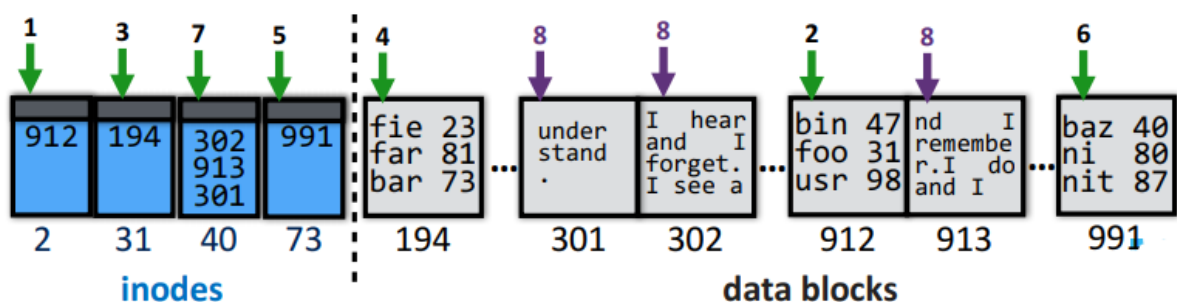 1 3 7 5 4 8 8 2 8 6
912 194 302 991
913
301
fie 23
far 81
bar 73
...
under
stand
.
I hear
and I
forget.
I see a
...
bin 47
foo 31
usr 98
nd I
remembe
r.I do
and I
...
baz 40
ni 80
nit 87
2 31 40 73 194 301 302 912 913 991
inodes data blocks